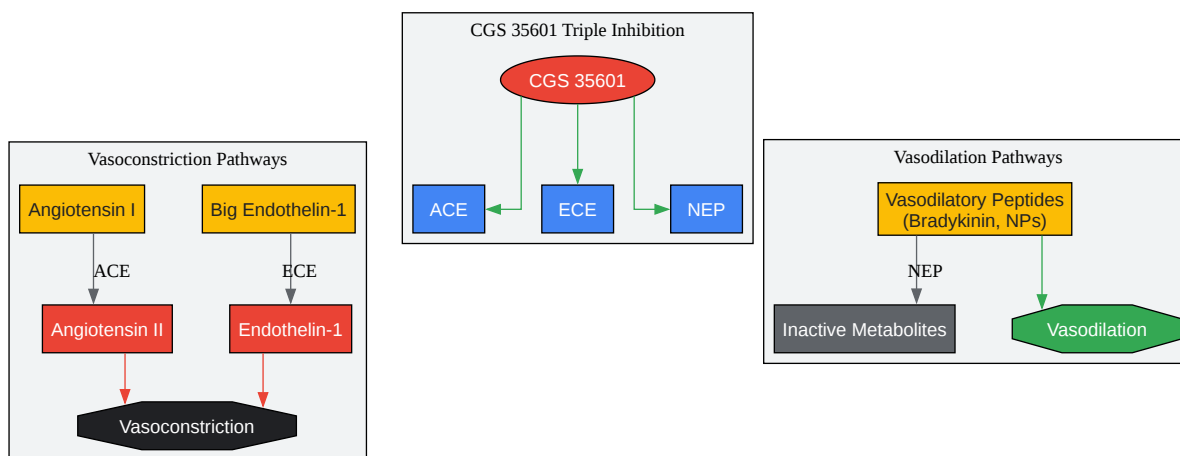 CGS 35601 Triple Inhibition
CGS 35601
ACE
ECE
NEP
Vasoconstriction Pathways
Angiotensin I
Big Endothelin-1
ACE
ECE
Angiotensin II
Endothelin-1
Vasoconstriction
Vasodilation Pathways
Vasodilatory Peptides
(Bradykinin, NPs)
NEP
Inactive Metabolites
Vasodilation